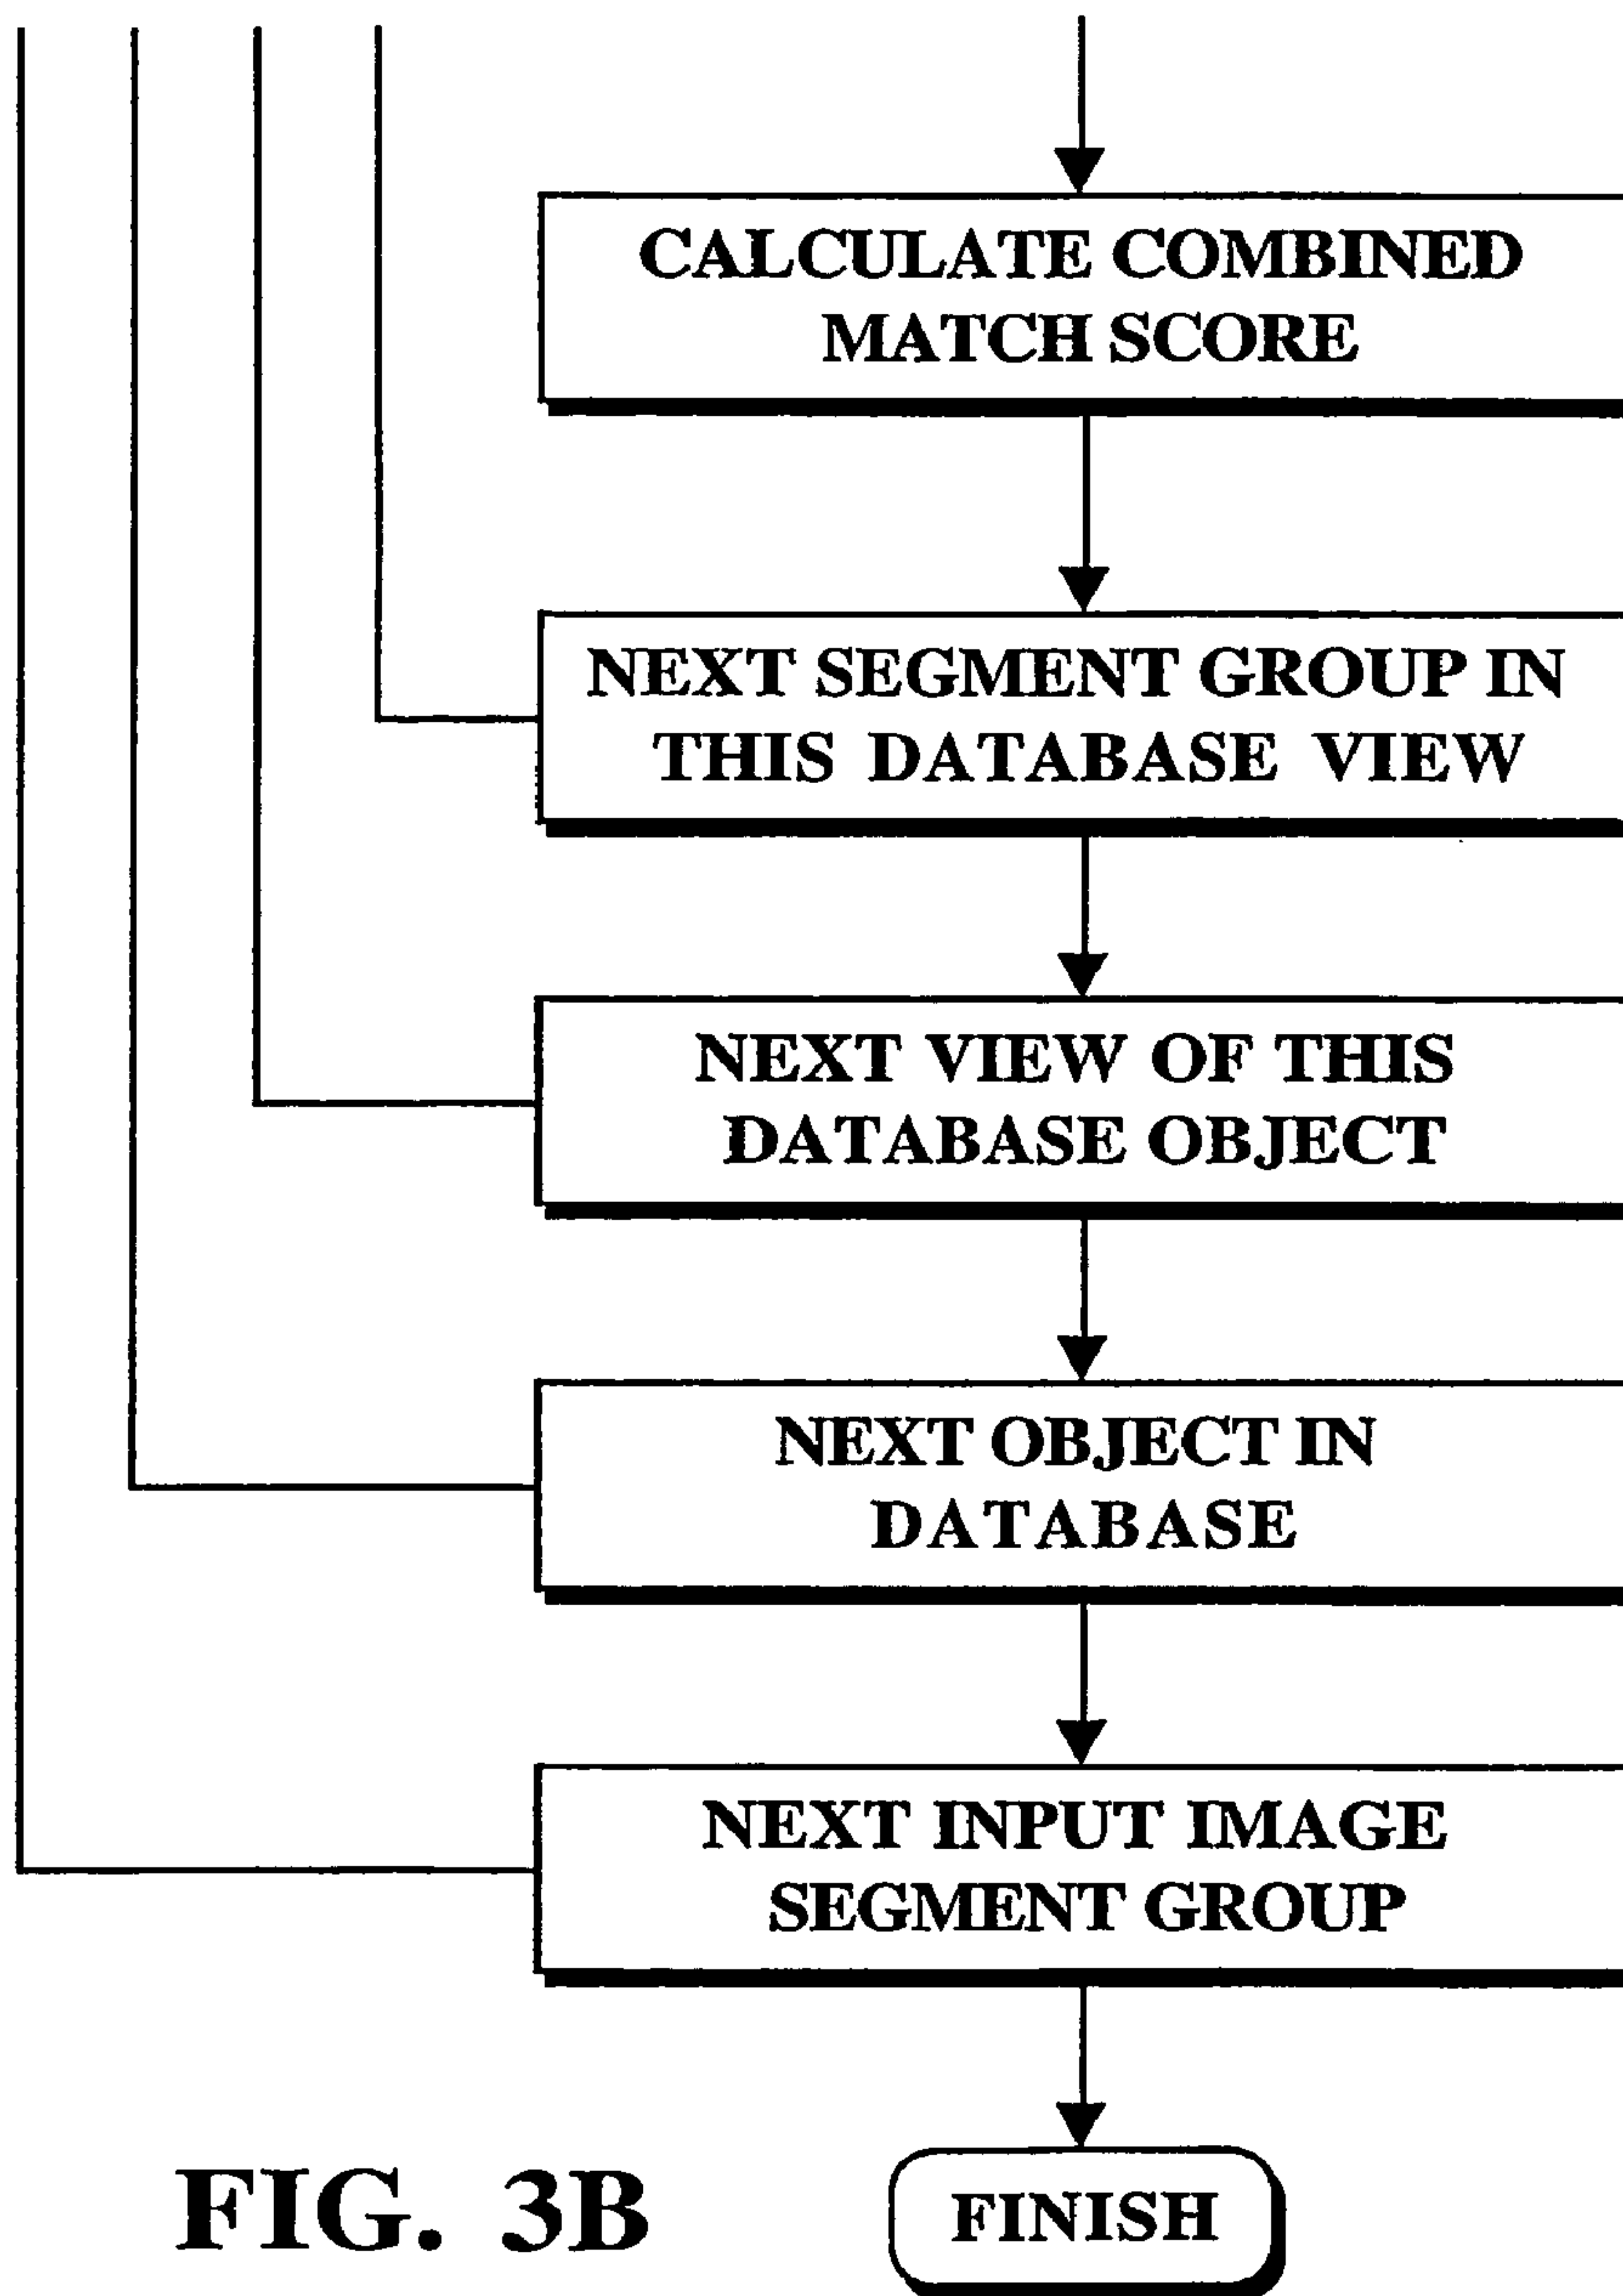 CALCULATE COMBINED
MATCH SCORE
NEXT SEGMENT GROUP IN
THIS DATABASE VIEW
NEXT VIEW OF THIS
DATABASE OBJECT
NEXT OBJECT IN
DATABASE
NEXT INPUT IMAGE
SEGMENT GROUP
FINISH
FIG. 3B